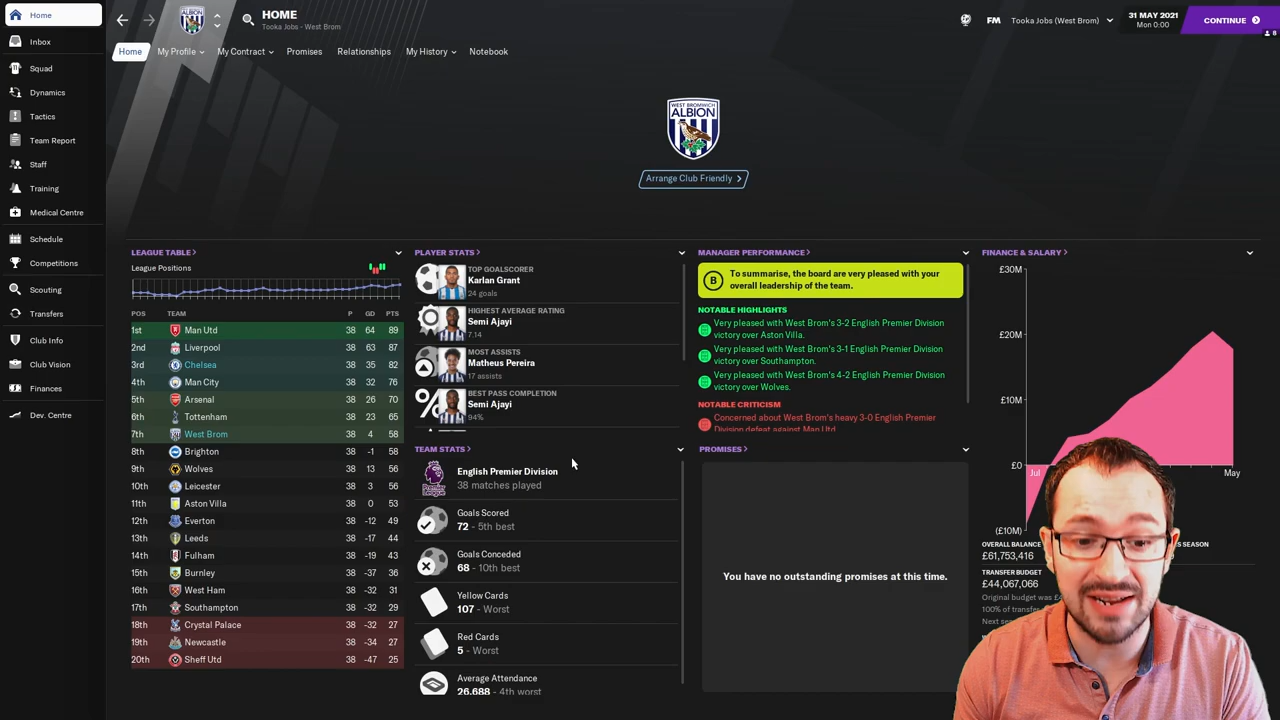 Home
Inbox
Squad
Dynamics
Tactics
Team Report
Staff
Training
Medical Centre
Schedule
Competitions
Scouting
Transfers
Club Info
Club Vision
Finances
Dev. Centre
HOME
Tooka Jobs - West Brom
FM
Tooka Jobs (West Brom)
31 MAY 2021
Mon 0:00
CONTINUE
8
Home
My Profile
My Contract
Promises
Relationships
My History
Notebook
WEST BROMWICH
ALBION
Arrange Club Friendly
LEAGUE TABLE
League Positions
POS TEAM P GD PTS
1st Man Utd 38 64 89
2nd Liverpool 38 63 87
3rd Chelsea 38 35 82
4th Man City 38 32 76
5th Arsenal 38 26 70
6th Tottenham 38 23 65
7th West Brom 38 4 58
8th Brighton 38 -1 58
9th Wolves 38 13 56
10th Leicester 38 3 56
11th Aston Villa 38 0 53
12th Everton 38 -12 49
13th Leeds 38 -17 44
14th Fulham 38 -19 43
15th Burnley 38 -37 36
16th West Ham 38 -32 31
17th Southampton 38 -32 29
18th Crystal Palace 38 -32 27
19th Newcastle 38 -34 27
20th Sheff Utd 38 -47 25
PLAYER STATS
TOP GOALSCORER
Karlan Grant
24 goals
HIGHEST AVERAGE RATING
Semi Ajayi
7.14
MOST ASSISTS
Matheus Pereira
17 assists
BEST PASS COMPLETION
Semi Ajayi
94%
TEAM STATS
English Premier Division
38 matches played
Goals Scored
72 - 5th best
Goals Conceded
68 - 10th best
Yellow Cards
107 - Worst
Red Cards
5 - Worst
Average Attendance
26,688 - 4th worst
MANAGER PERFORMANCE
B
To summarise, the board are very pleased with your
overall leadership of the team.
NOTABLE HIGHLIGHTS
Very pleased with West Brom's 3-2 English Premier Division
victory over Aston Villa.
Very pleased with West Brom's 3-1 English Premier Division
victory over Southampton.
Very pleased with West Brom's 4-2 English Premier Division
victory over Wolves.
NOTABLE CRITICISM
Concerned about West Brom's heavy 3-0 English Premier
Division defeat against Man Utd
PROMISES
You have no outstanding promises at this time.
FINANCE & SALARY
£30M
£20M
£10M
£0
(£10M)
Jul
May
OVERALL BALANCE
£61,753,416
S SEASON
TRANSFER BUDGET
£44,067,066
Original budget was
100% of transfer
Next